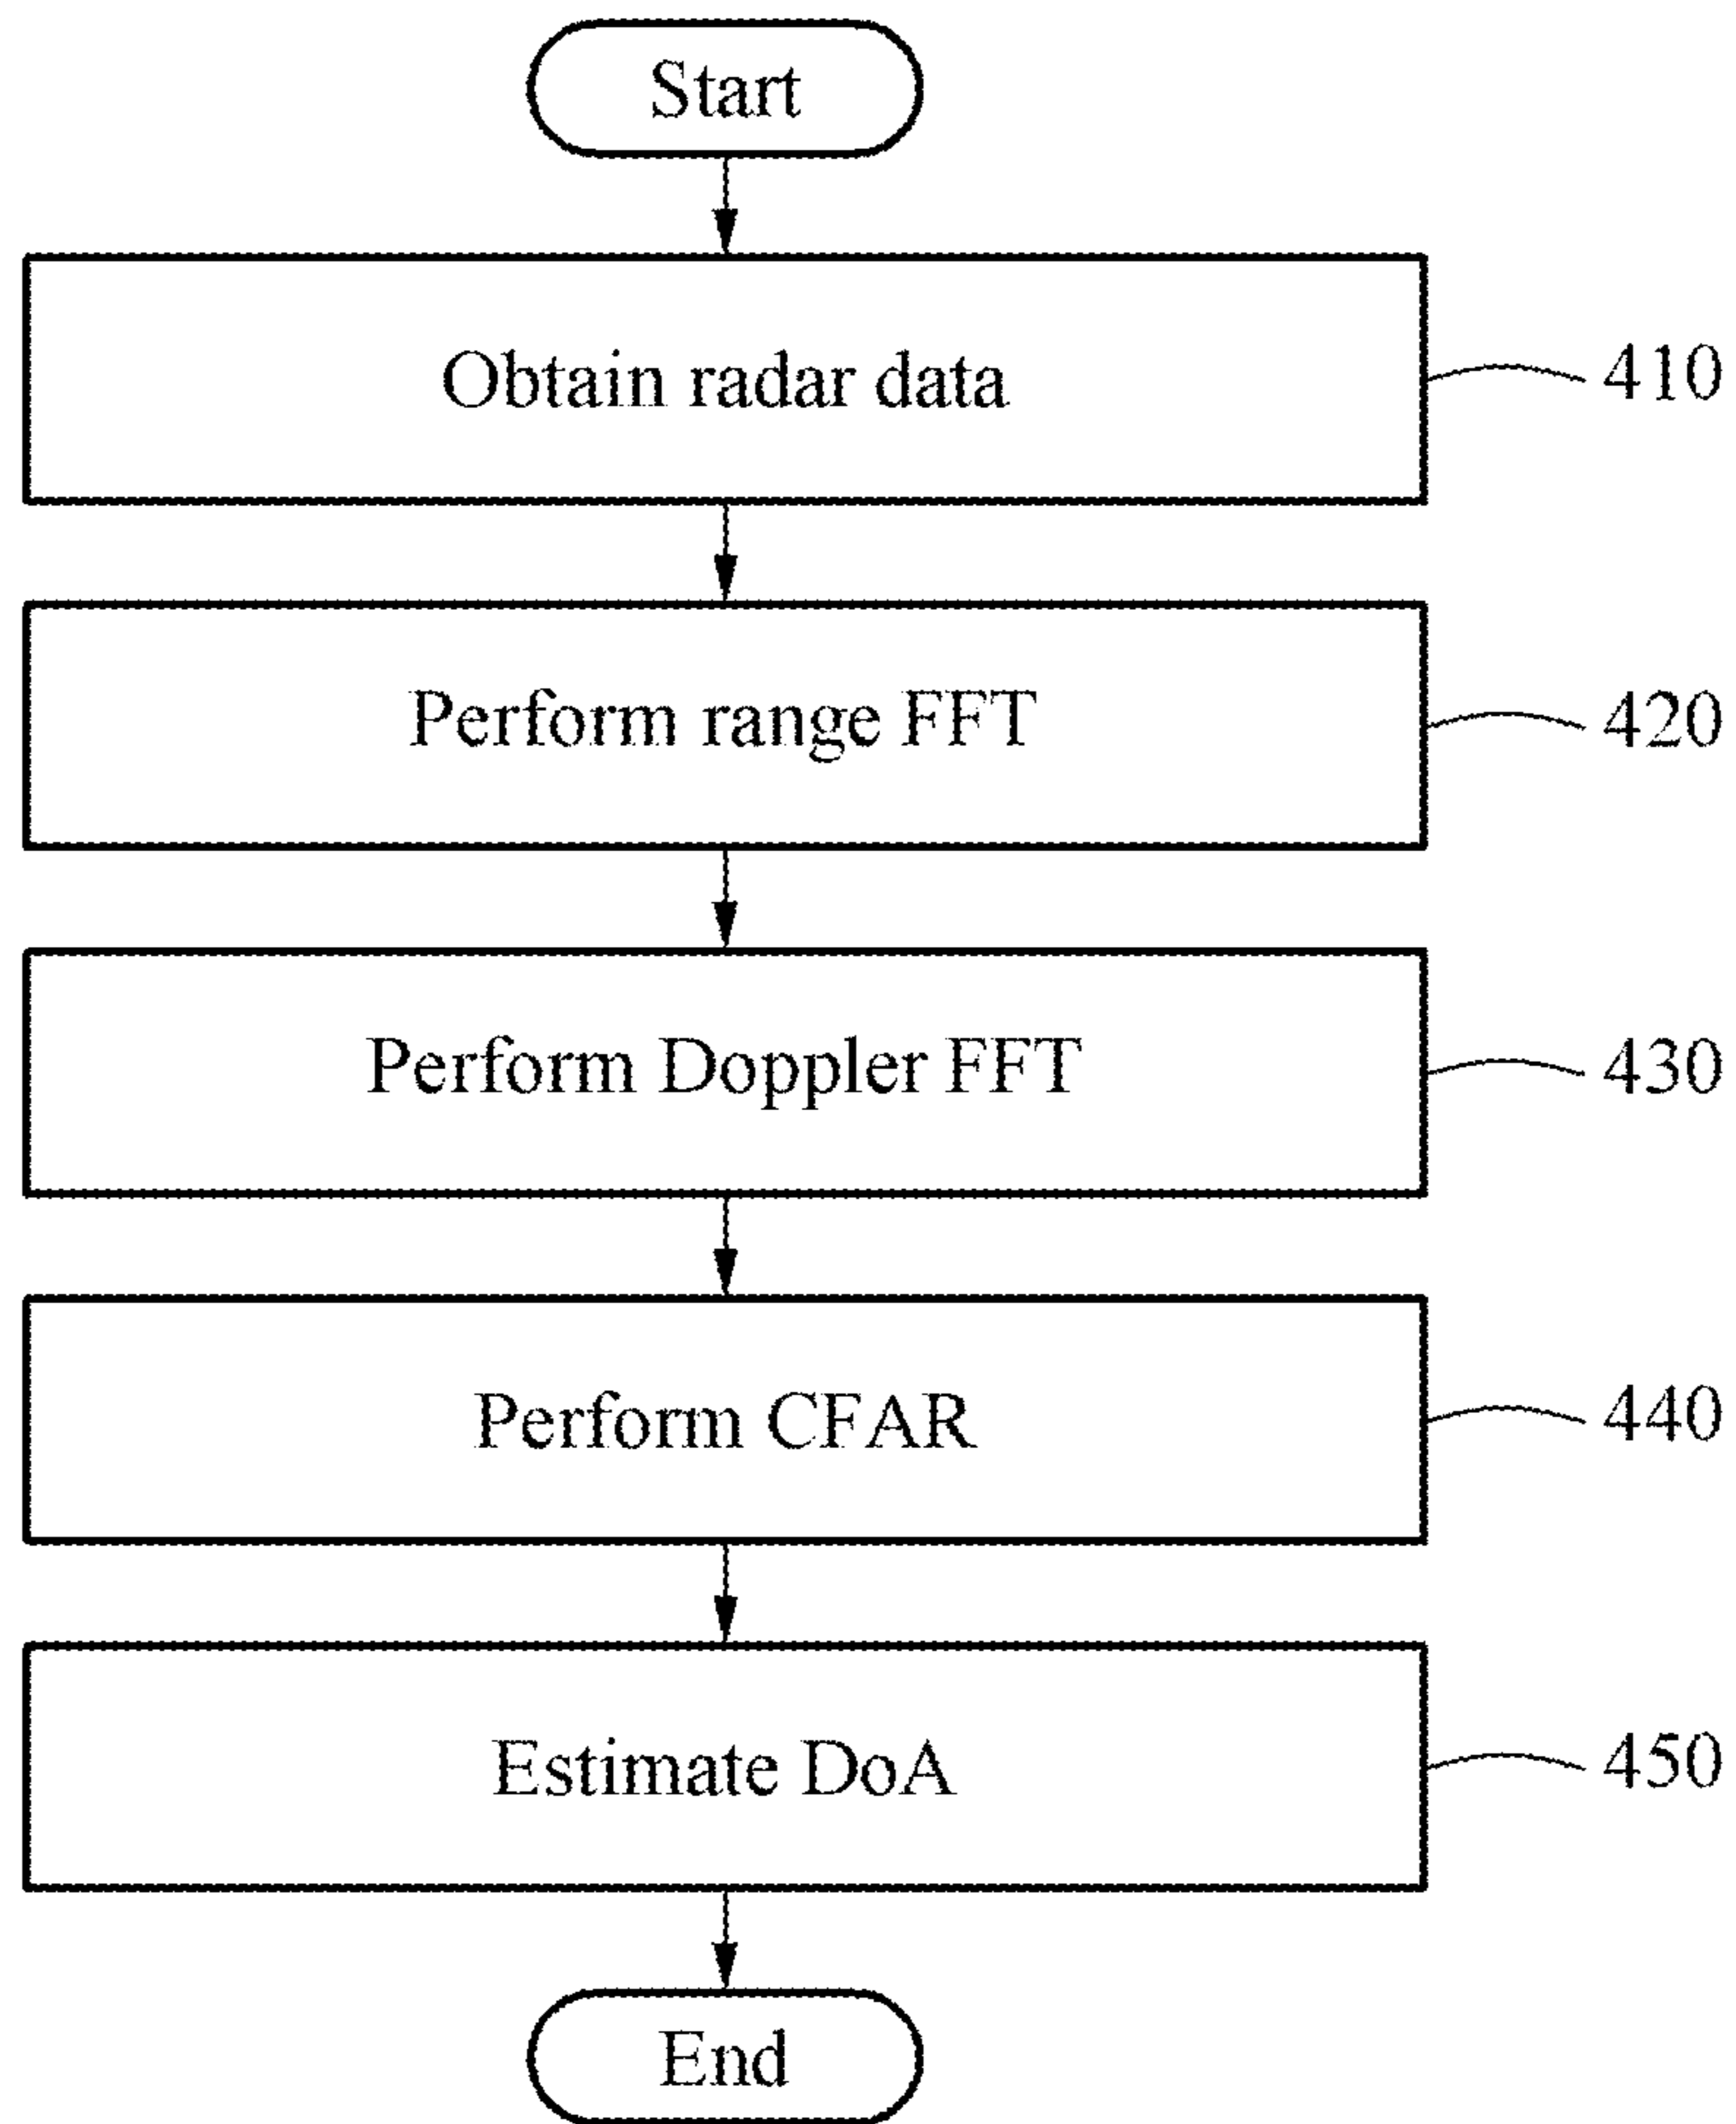 Start
Obtain radar data
410
Perform range FFT
420
Perform Doppler FFT
430
Perform CFAR
440
Estimate DoA
450
End